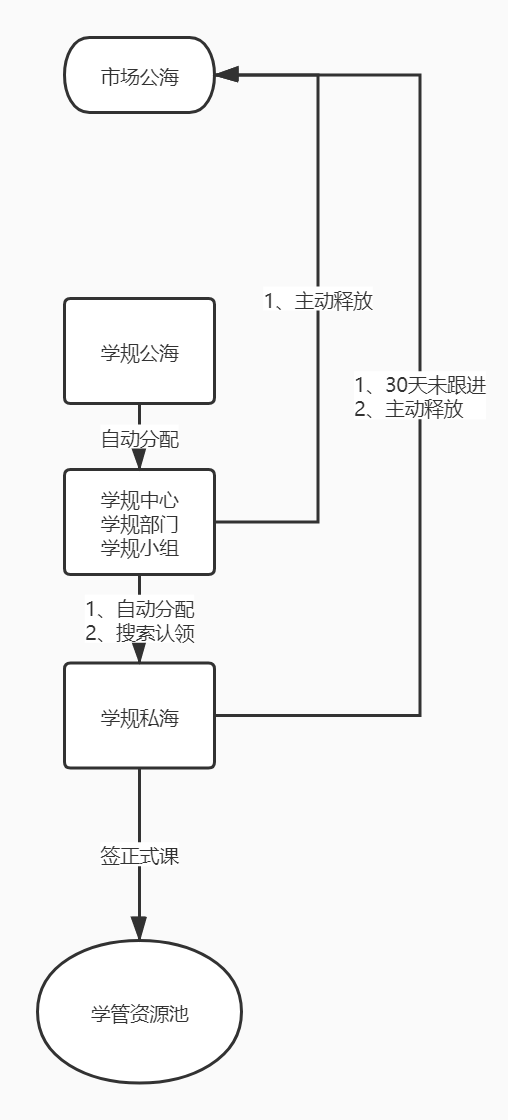 市场公海
1、主动释放
学规公海
1、30天未跟进
2、主动释放
自动分配
学规中心
学规部门
学规小组
1、自动分配
2、搜索认领
学规私海
签正式课
学管资源池